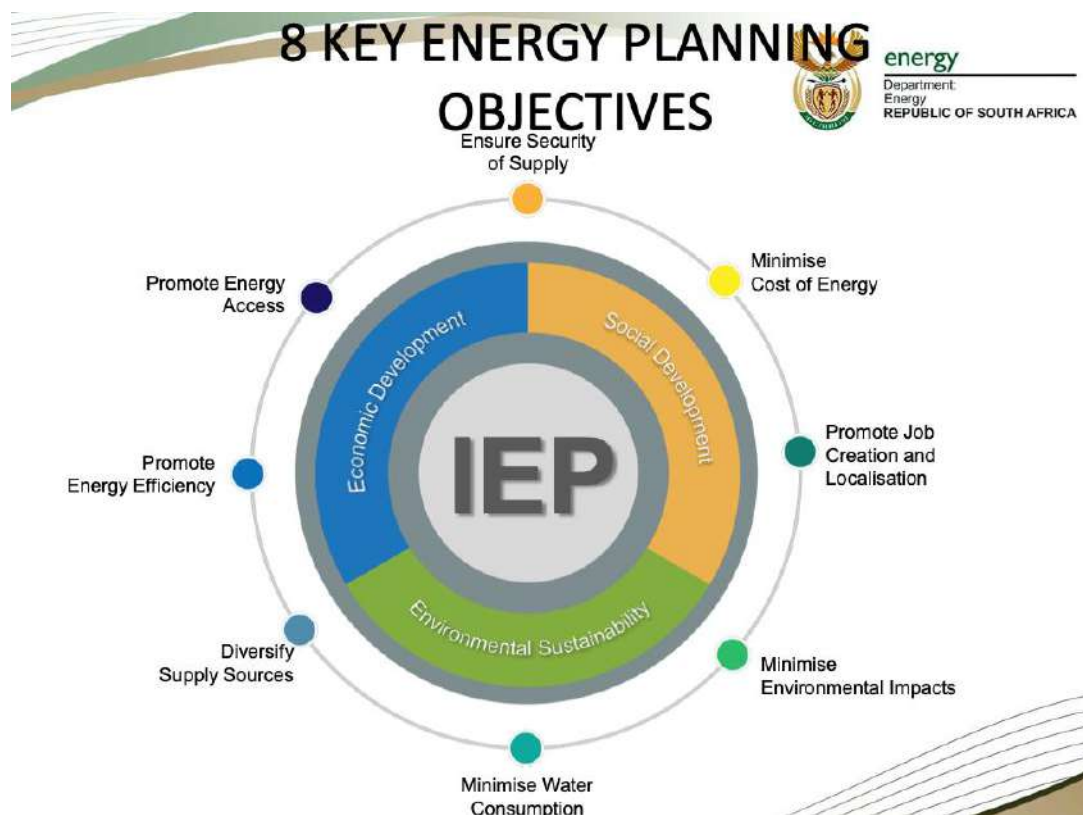 8 KEY ENERGY PLANNING
OBJECTIVES
energy
Department:
Energy
REPUBLIC OF SOUTH AFRICA
Ensure Security
of Supply
Minimise
Cost of Energy
Promote Job
Creation and
Localisation
Minimise
Environmental Impacts
Minimise Water
Consumption
Diversify
Supply Sources
Promote
Energy Efficiency
Promote Energy
Access
Economic Development
Social Development
Environmental Sustainability
IEP